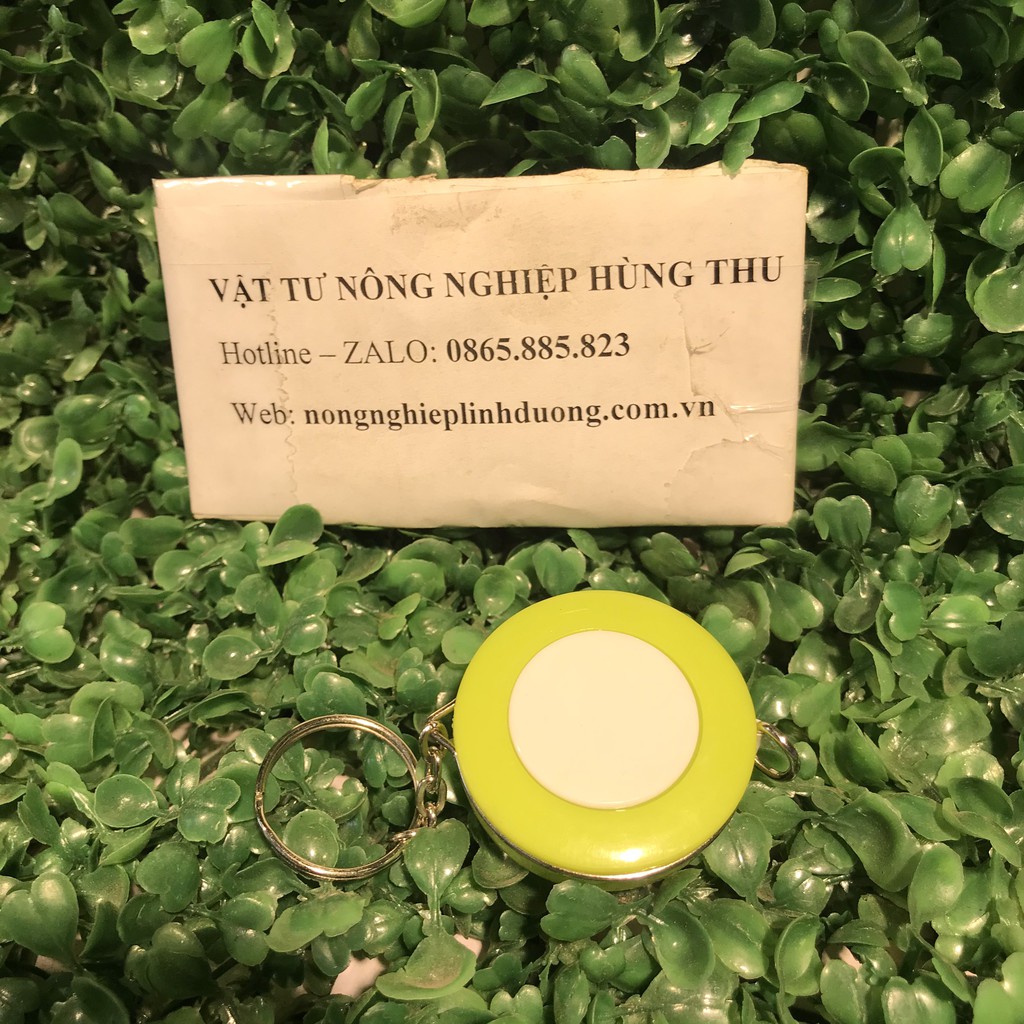 VẬT TƯ NÔNG NGHIỆP HÙNG THU
Hotline – ZALO: 0865.885.823
Web: nongnghieplinhduong.com.vn